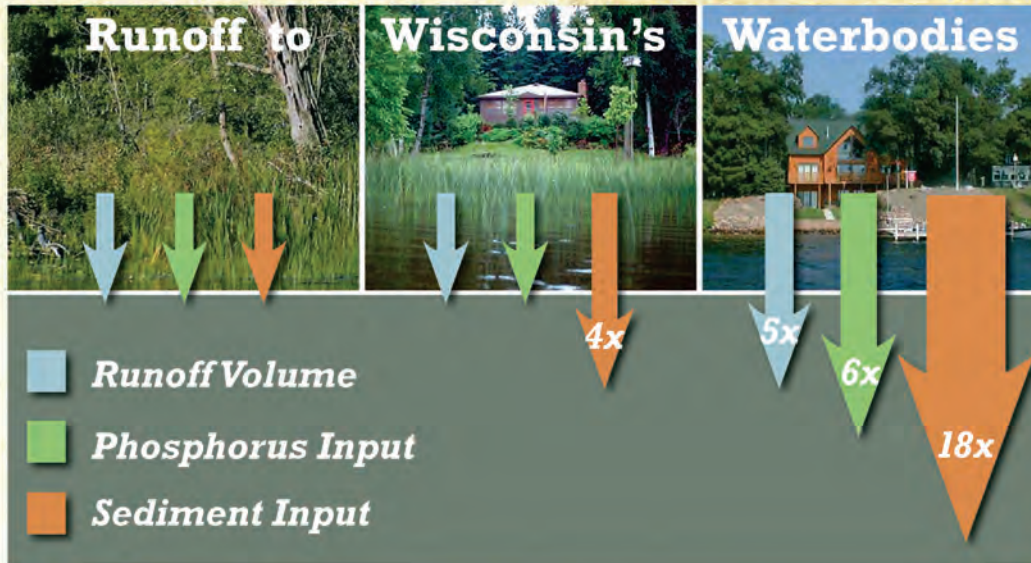 Runoff to Wisconsin's Waterbodies
4x
5x
6x
18x
Runoff Volume
Phosphorus Input
Sediment Input